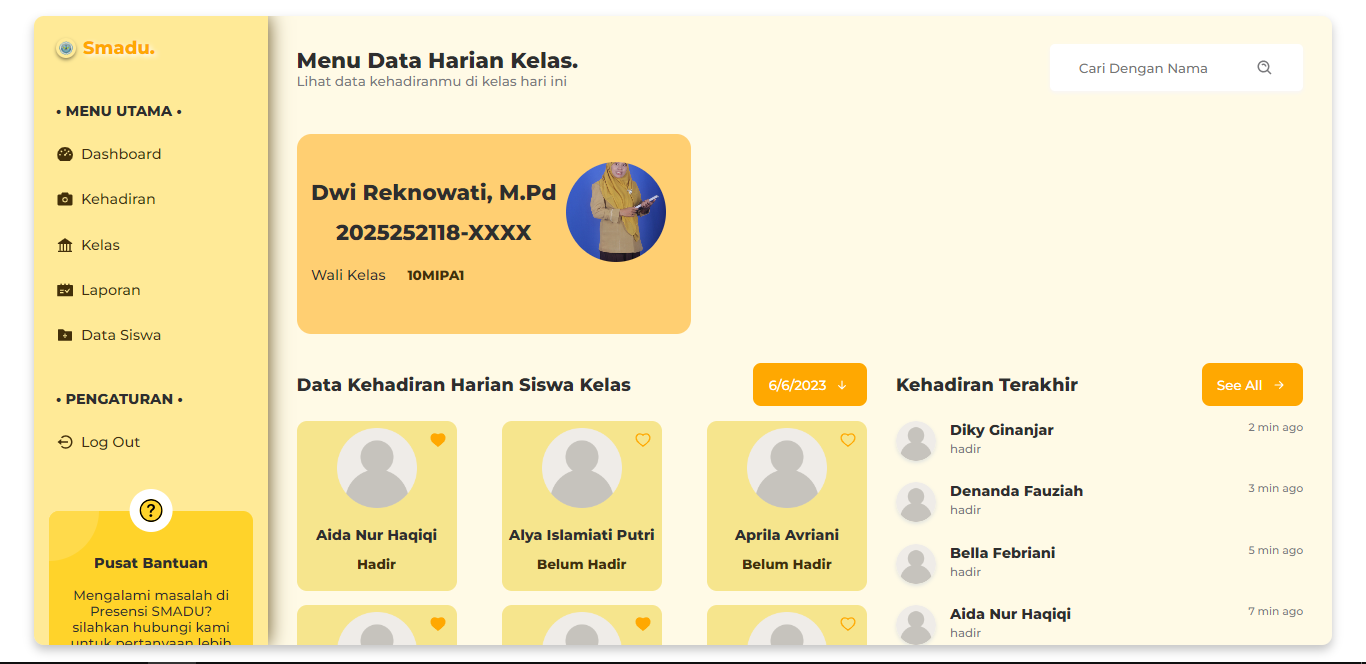 Smadu.
• MENU UTAMA •
Dashboard
Kehadiran
Kelas
Laporan
Data Siswa
• PENGATURAN •
Log Out
?
Pusat Bantuan
Mengalami masalah di
Presensi SMADU?
silahkan hubungi kami
untuk pertanyaan lebih
Menu Data Harian Kelas.
Lihat data kehadiranmu di kelas hari ini
Cari Dengan Nama
Dwi Reknowati, M.Pd
2025252118-XXXX
Wali Kelas 10MIPA1
Data Kehadiran Harian Siswa Kelas
6/6/2023 ↓
Aida Nur Haqiqi
Hadir
Alya Islamiati Putri
Belum Hadir
Aprila Avriani
Belum Hadir
Kehadiran Terakhir
See All →
Diky Ginanjar
2 min ago
hadir
Denanda Fauziah
3 min ago
hadir
Bella Febriani
5 min ago
hadir
Aida Nur Haqiqi
7 min ago
hadir